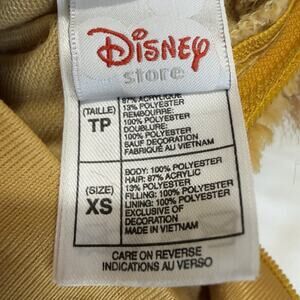 Disney
store
(TAILLE)
TP
87% ACRYLIQUE
13% POLYESTER
REMBOURRE:
100% POLYESTER
DOUBLURE:
100% POLYESTER
SAUF DECORATION
FABRIQUÉ AU VIETNAM
(SIZE)
XS
BODY: 100% POLYESTER
HAIR: 87% ACRYLIC
13% POLYESTER
FILLING: 100% POLYESTER
LINING: 100% POLYESTER
EXCLUSIVE OF
DECORATION
MADE IN VIETNAM
CARE ON REVERSE
INDICATIONS AU VERSO